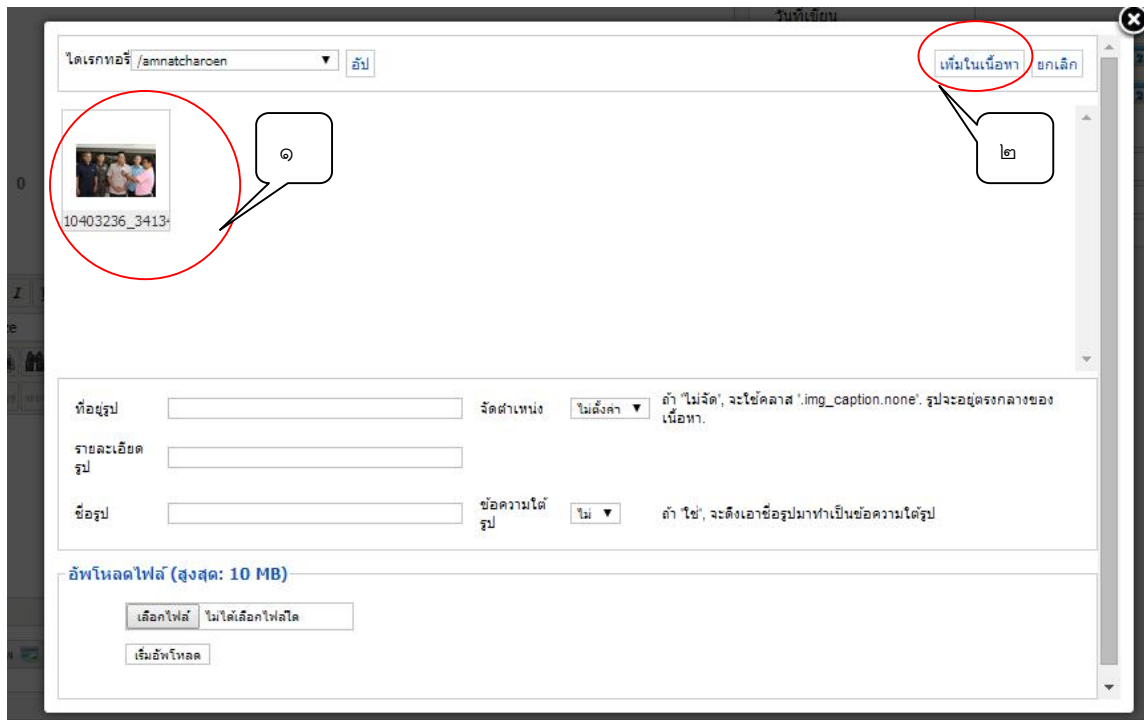 วันที่เขียน
ไดเรกทอรี่ /amnatcharoen ▼ อัป เพิ่มในเนื้อหา ยกเลิก
๑
๒
0
10403236_3413
I
ที่อยู่รูป จัดตำแหน่ง ไม่ตั้งค่า ▼ ถ้า 'ไม่จัด', จะใช้คลาส '.img_caption.none'. รูปจะอยู่ตรงกลางของ
เนื้อหา.
รายละเอียด
รูป
ชื่อรูป ข้อความใต้
รูป ไม่ ▼ ถ้า 'ใช่', จะดึงเอาชื่อรูปมาทำเป็นข้อความใต้รูป
อัพโหลดไฟล์ (สูงสุด: 10 MB)
เลือกไฟล์ ไม่ได้เลือกไฟล์ใด
เริ่มอัพโหลด